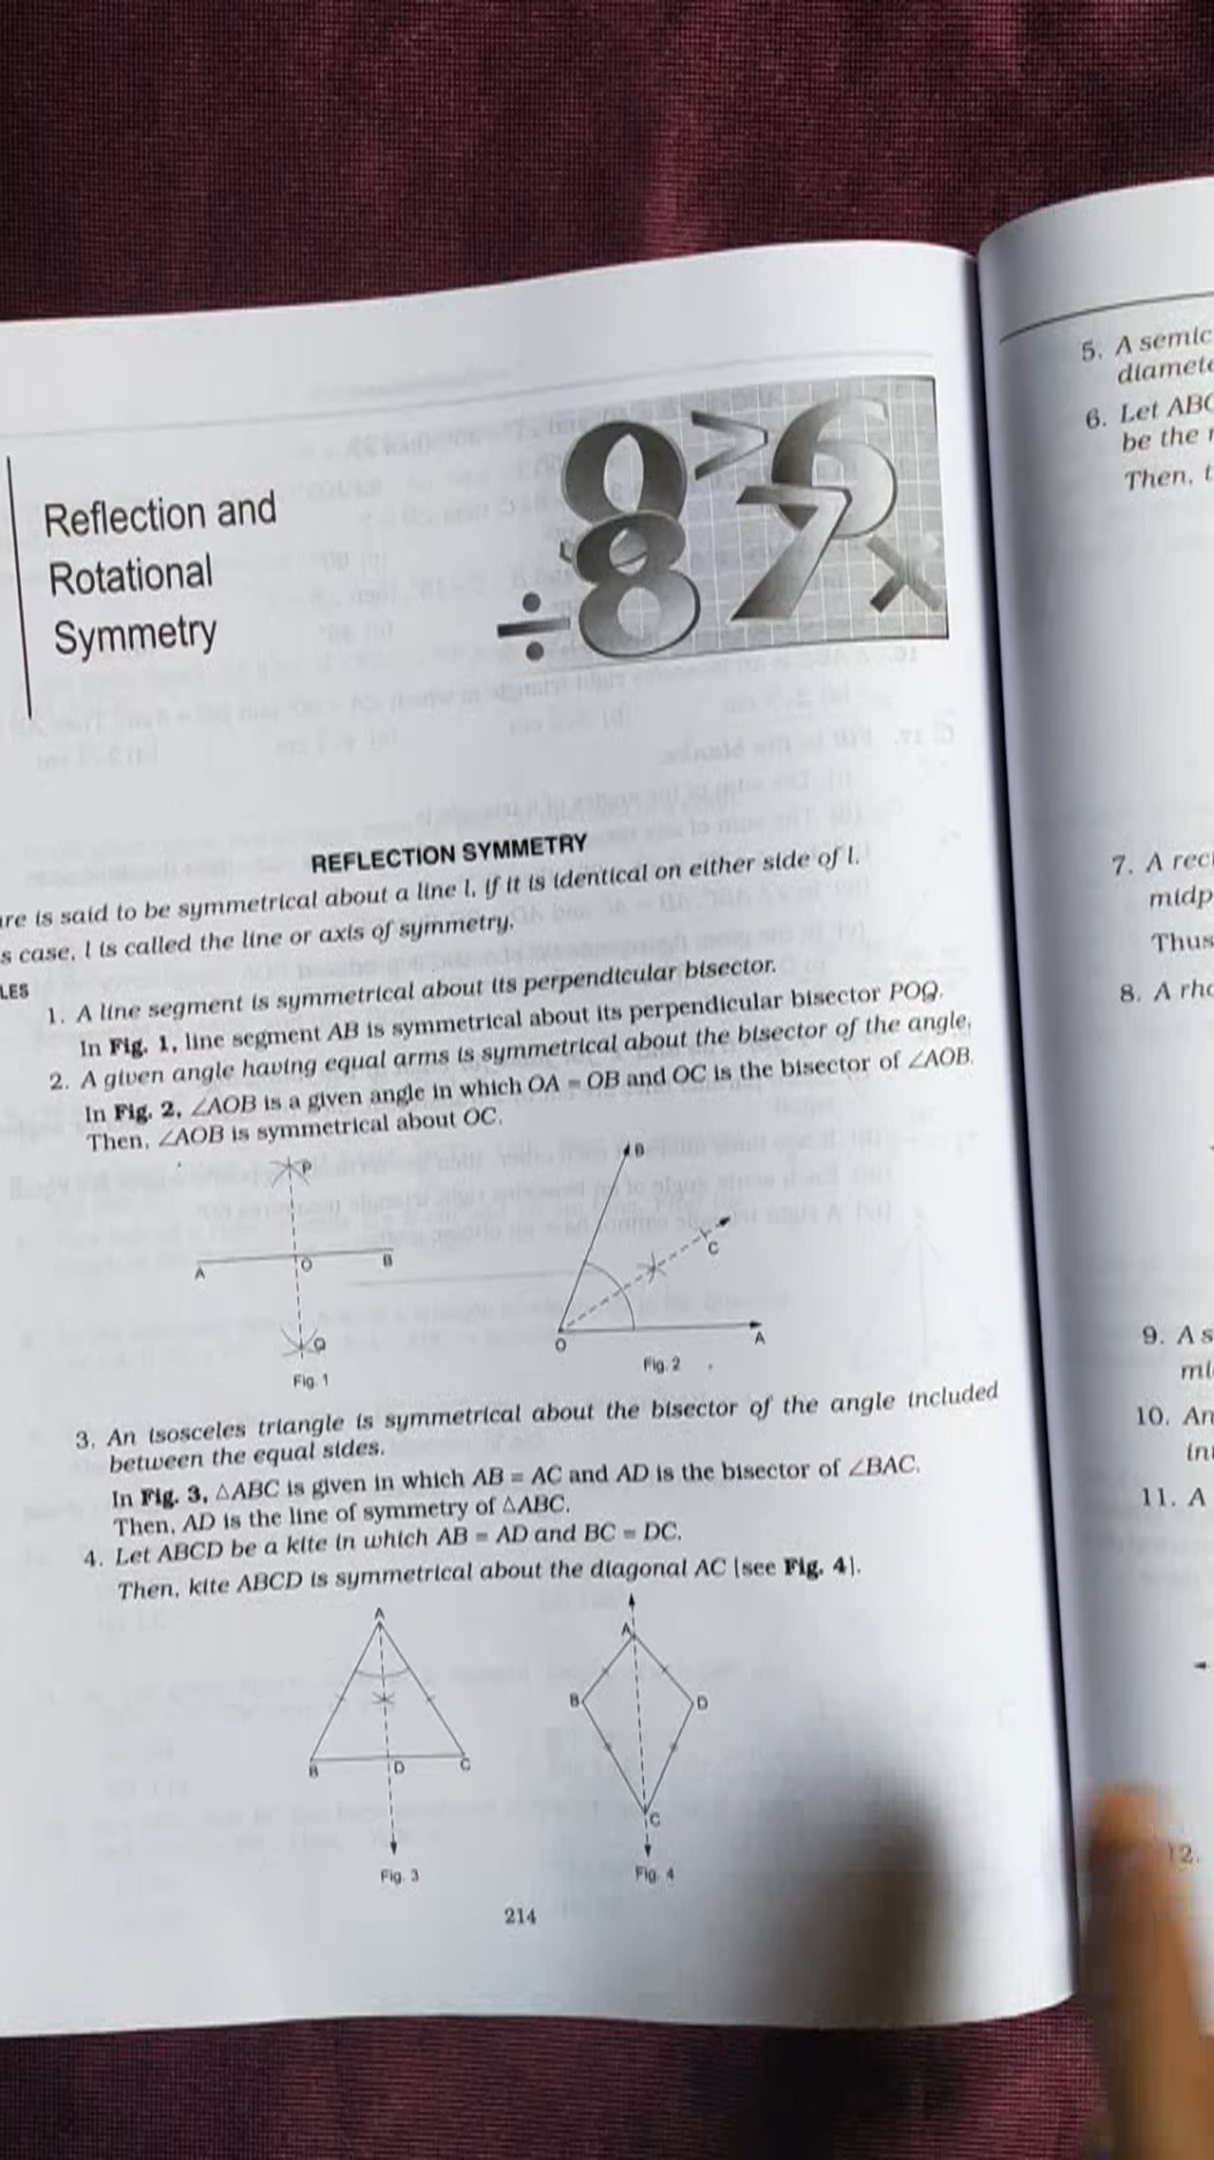 Reflection and
Rotational
Symmetry
REFLECTION SYMMETRY
is said to be symmetrical about a line l, if it is identical on either side of l.
case, l is called the line or axis of symmetry.
1. A line segment is symmetrical about its perpendicular bisector.
In Fig. 1, line segment AB is symmetrical about its perpendicular bisector POQ.
2. A given angle having equal arms is symmetrical about the bisector of the angle.
In Fig. 2, ∠AOB is a given angle in which OA = OB and OC is the bisector of ∠AOB.
Then, ∠AOB is symmetrical about OC.
P
A
O
B
Q
Fig. 1
B
C
O
A
Fig. 2
3. An isosceles triangle is symmetrical about the bisector of the angle included
between the equal sides.
In Fig. 3, △ABC is given in which AB = AC and AD is the bisector of ∠BAC.
Then, AD is the line of symmetry of △ABC.
4. Let ABCD be a kite in which AB = AD and BC = DC.
Then, kite ABCD is symmetrical about the diagonal AC [see Fig. 4].
A
B
D
C
Fig. 3
A
B
D
C
Fig. 4
214
5. A
6. Let
be the
Then,
7. A
Thus
8. A
9. A
10.
11. A
12.